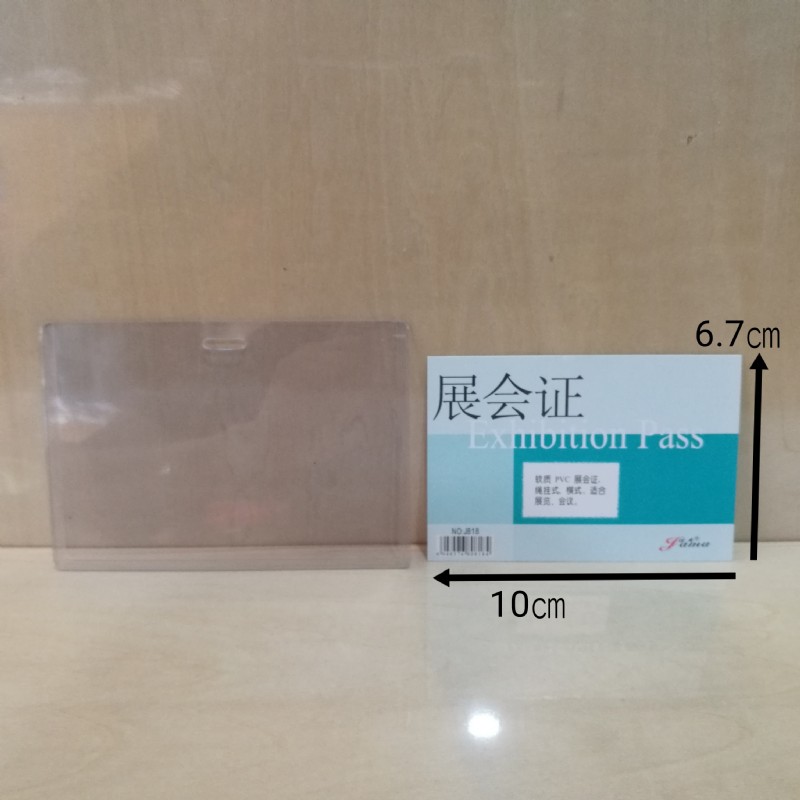 6.7㎝
展会证
Exhibition Pass
软质 PVC 展会证.
绳挂式、横式、适合
展览、会议。
NO:J818
Jama
10㎝